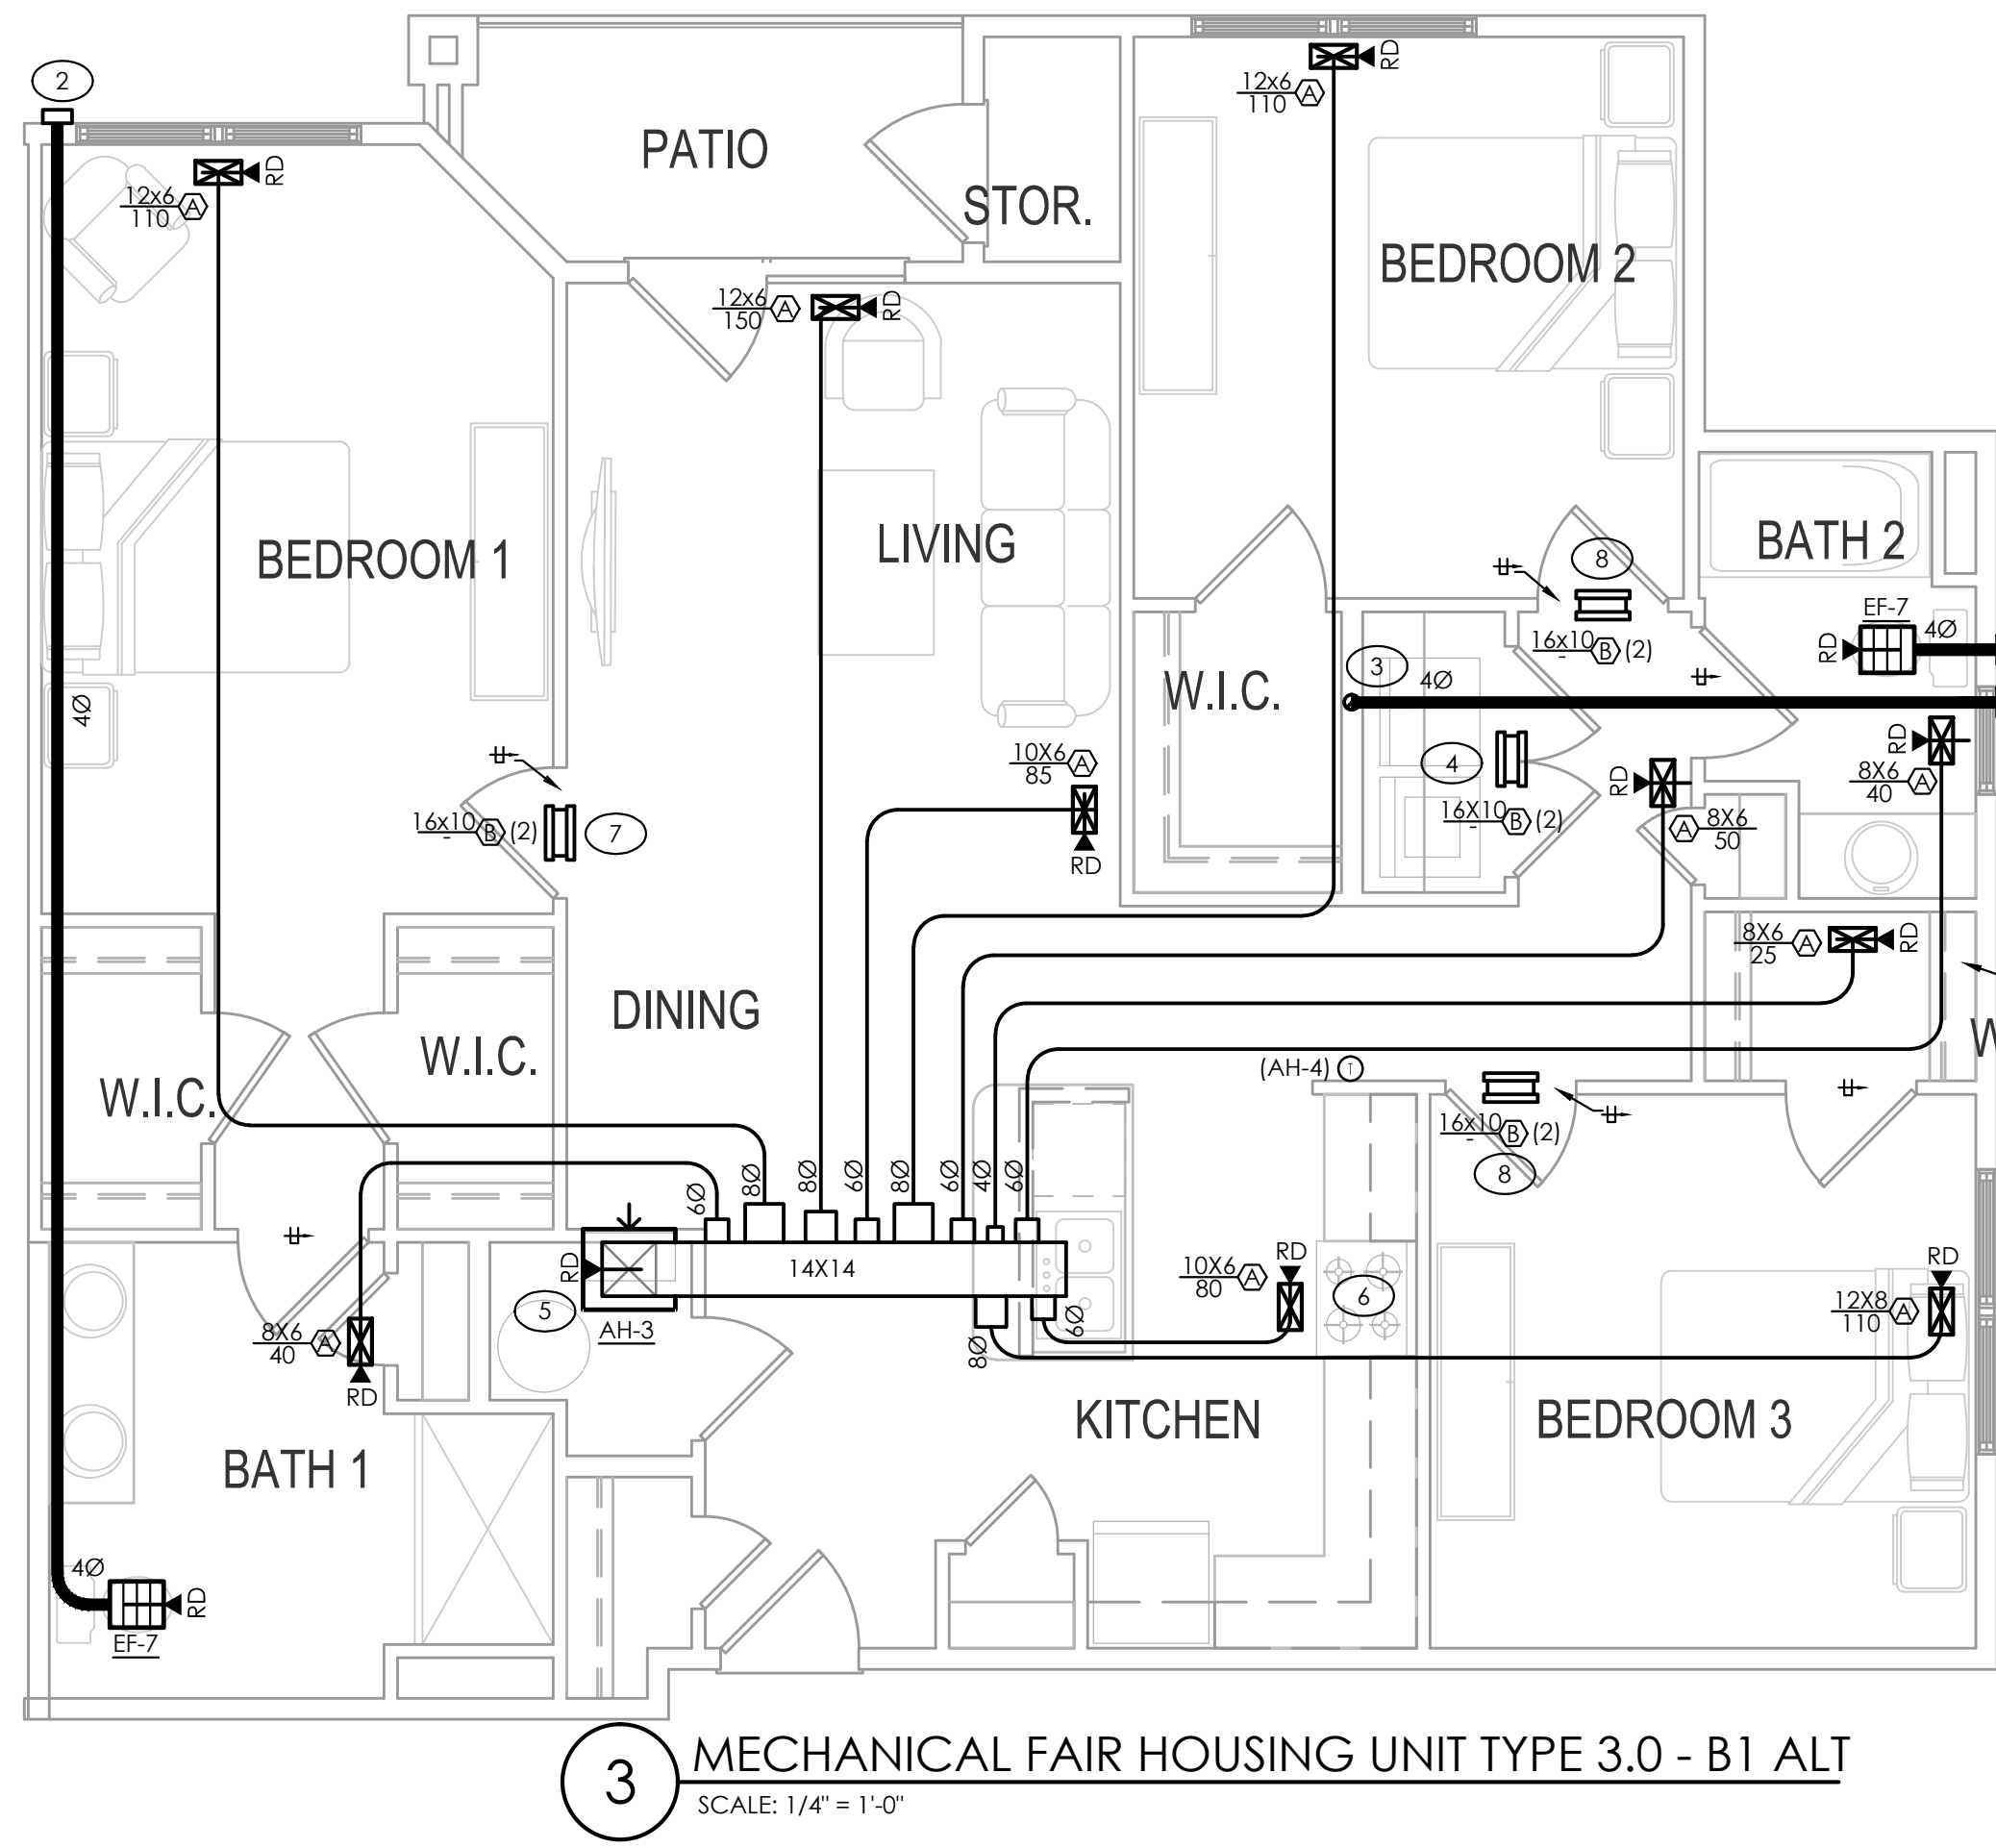 2
RD
12x6
110
A
PATIO
STOR.
12x6
110
A
RD
BEDROOM 2
12x6
150
A
RD
BEDROOM 1
4Ø
LIVING
10X6
85
A
RD
W.I.C.
3
4Ø
8
16x10
-
B
(2)
BATH 2
EF-7
4Ø
RD
4
16X10
-
B
(2)
RD
A
8X6
50
RD
8X6
40
A
16x10
-
B
(2)
7
8X6
25
A
RD
DINING
W.I.C.
W.I.C.
W
(AH-4)
T
16x10
-
B
(2)
8
6Ø
8Ø
8Ø
6Ø
8Ø
6Ø
4Ø
6Ø
RD
14X14
5
AH-3
8Ø
6Ø
10X6
80
A
RD
6
RD
12X8
110
A
8X6
40
A
RD
BATH 1
KITCHEN
BEDROOM 3
4Ø
RD
EF-7
3
MECHANICAL FAIR HOUSING UNIT TYPE 3.0 - B1 ALT
SCALE: 1/4" = 1'-0"